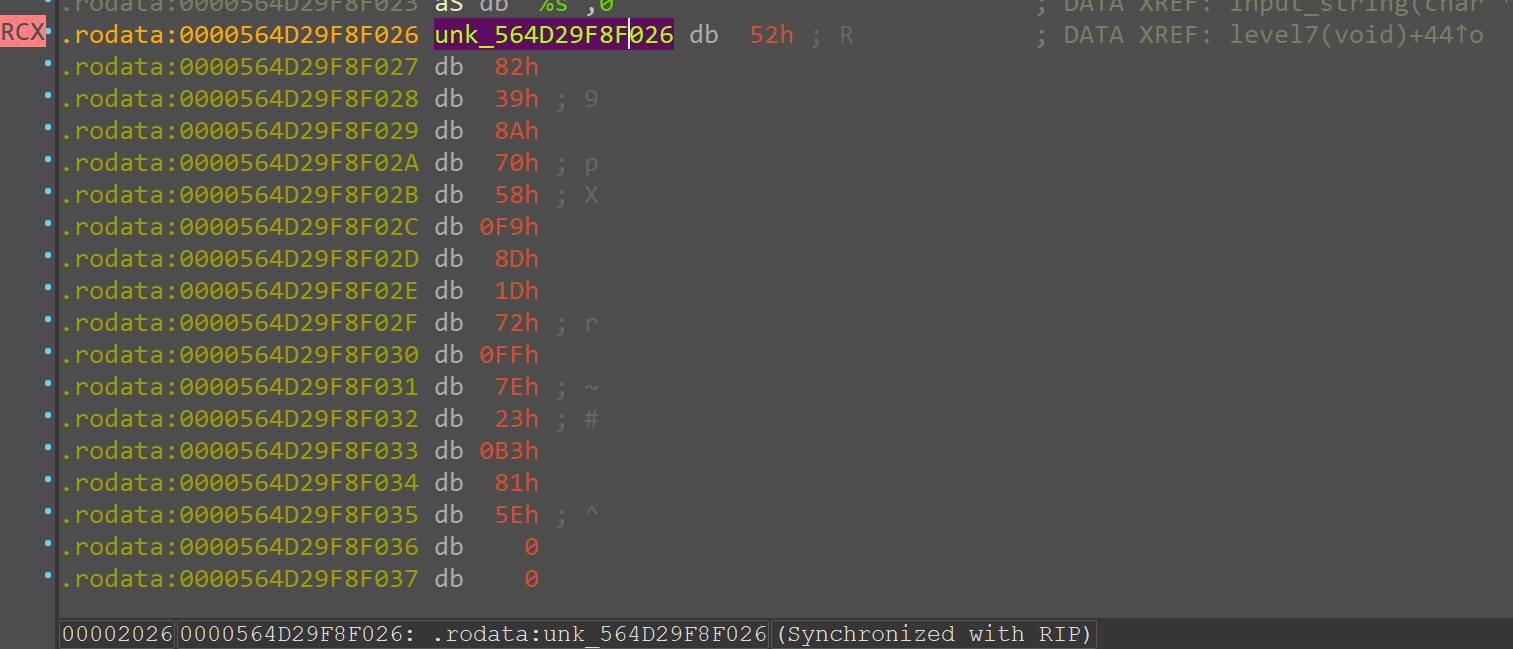 .rodata:0000564D29F8F023 aS db '%s',0 ; DATA XREF: input_string(char *
RCX .rodata:0000564D29F8F026 unk_564D29F8F026 db 52h ; R ; DATA XREF: level7(void)+44↑o
.rodata:0000564D29F8F027 db 82h
.rodata:0000564D29F8F028 db 39h ; 9
.rodata:0000564D29F8F029 db 8Ah
.rodata:0000564D29F8F02A db 70h ; p
.rodata:0000564D29F8F02B db 58h ; X
.rodata:0000564D29F8F02C db 0F9h
.rodata:0000564D29F8F02D db 8Dh
.rodata:0000564D29F8F02E db 1Dh
.rodata:0000564D29F8F02F db 72h ; r
.rodata:0000564D29F8F030 db 0FFh
.rodata:0000564D29F8F031 db 7Eh ; ~
.rodata:0000564D29F8F032 db 23h ; #
.rodata:0000564D29F8F033 db 0B3h
.rodata:0000564D29F8F034 db 81h
.rodata:0000564D29F8F035 db 5Eh ; ^
.rodata:0000564D29F8F036 db 0
.rodata:0000564D29F8F037 db 0
00002026 0000564D29F8F026: .rodata:unk_564D29F8F026 (Synchronized with RIP)